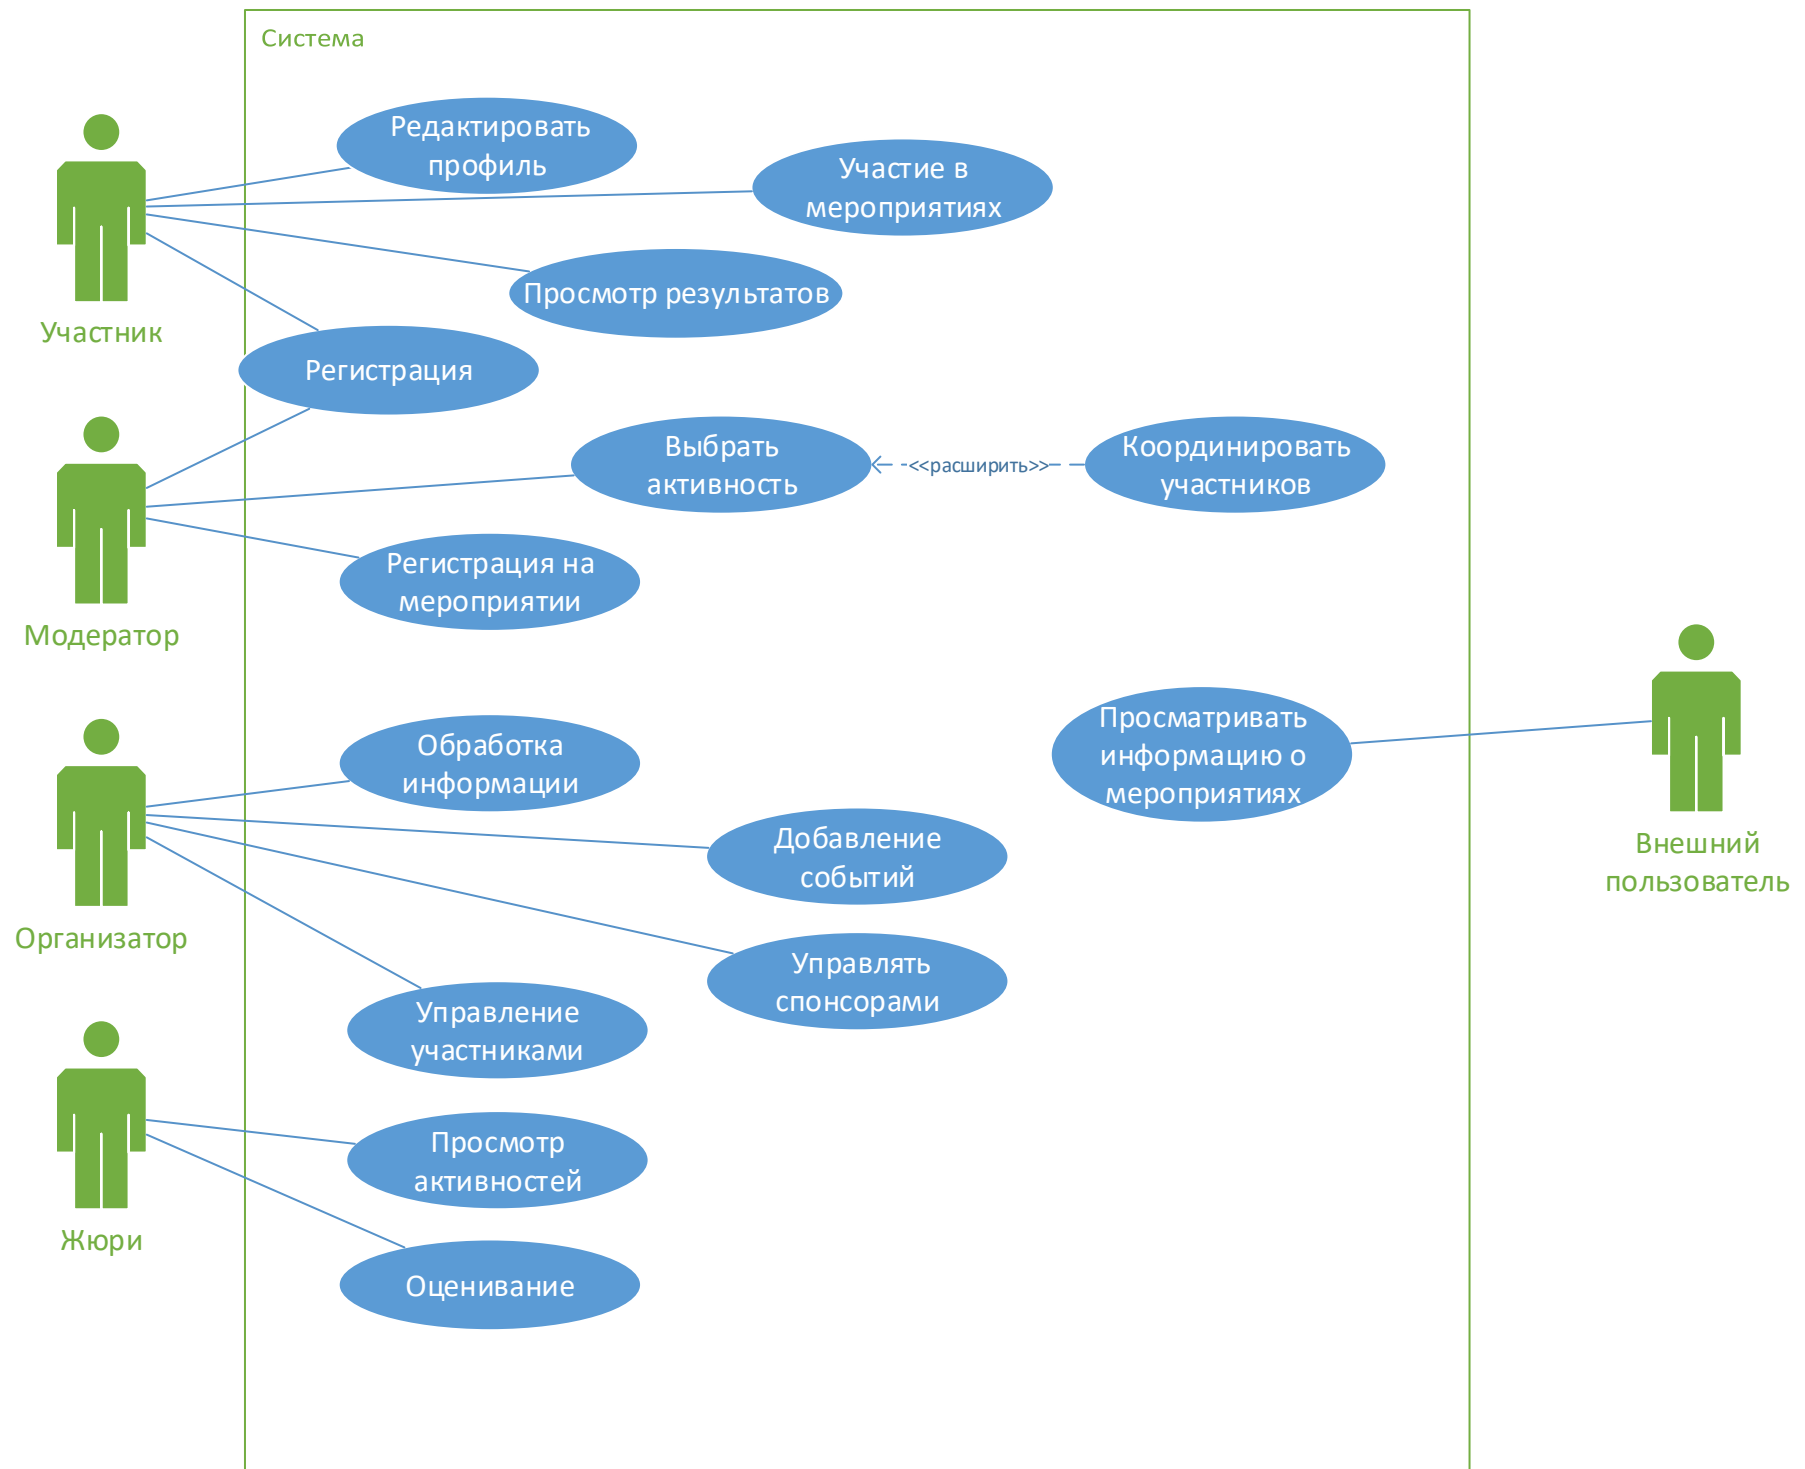 Система
Редактировать
профиль
Участие в
мероприятиях
Просмотр результатов
Участник
Регистрация
Выбрать
активность
<<расширить>>
Координировать
участников
Регистрация на
мероприятии
Модератор
Обработка
информации
Просматривать
информацию о
мероприятиях
Добавление
событий
Внешний
пользователь
Организатор
Управлять
спонсорами
Управление
участниками
Просмотр
активностей
Жюри
Оценивание